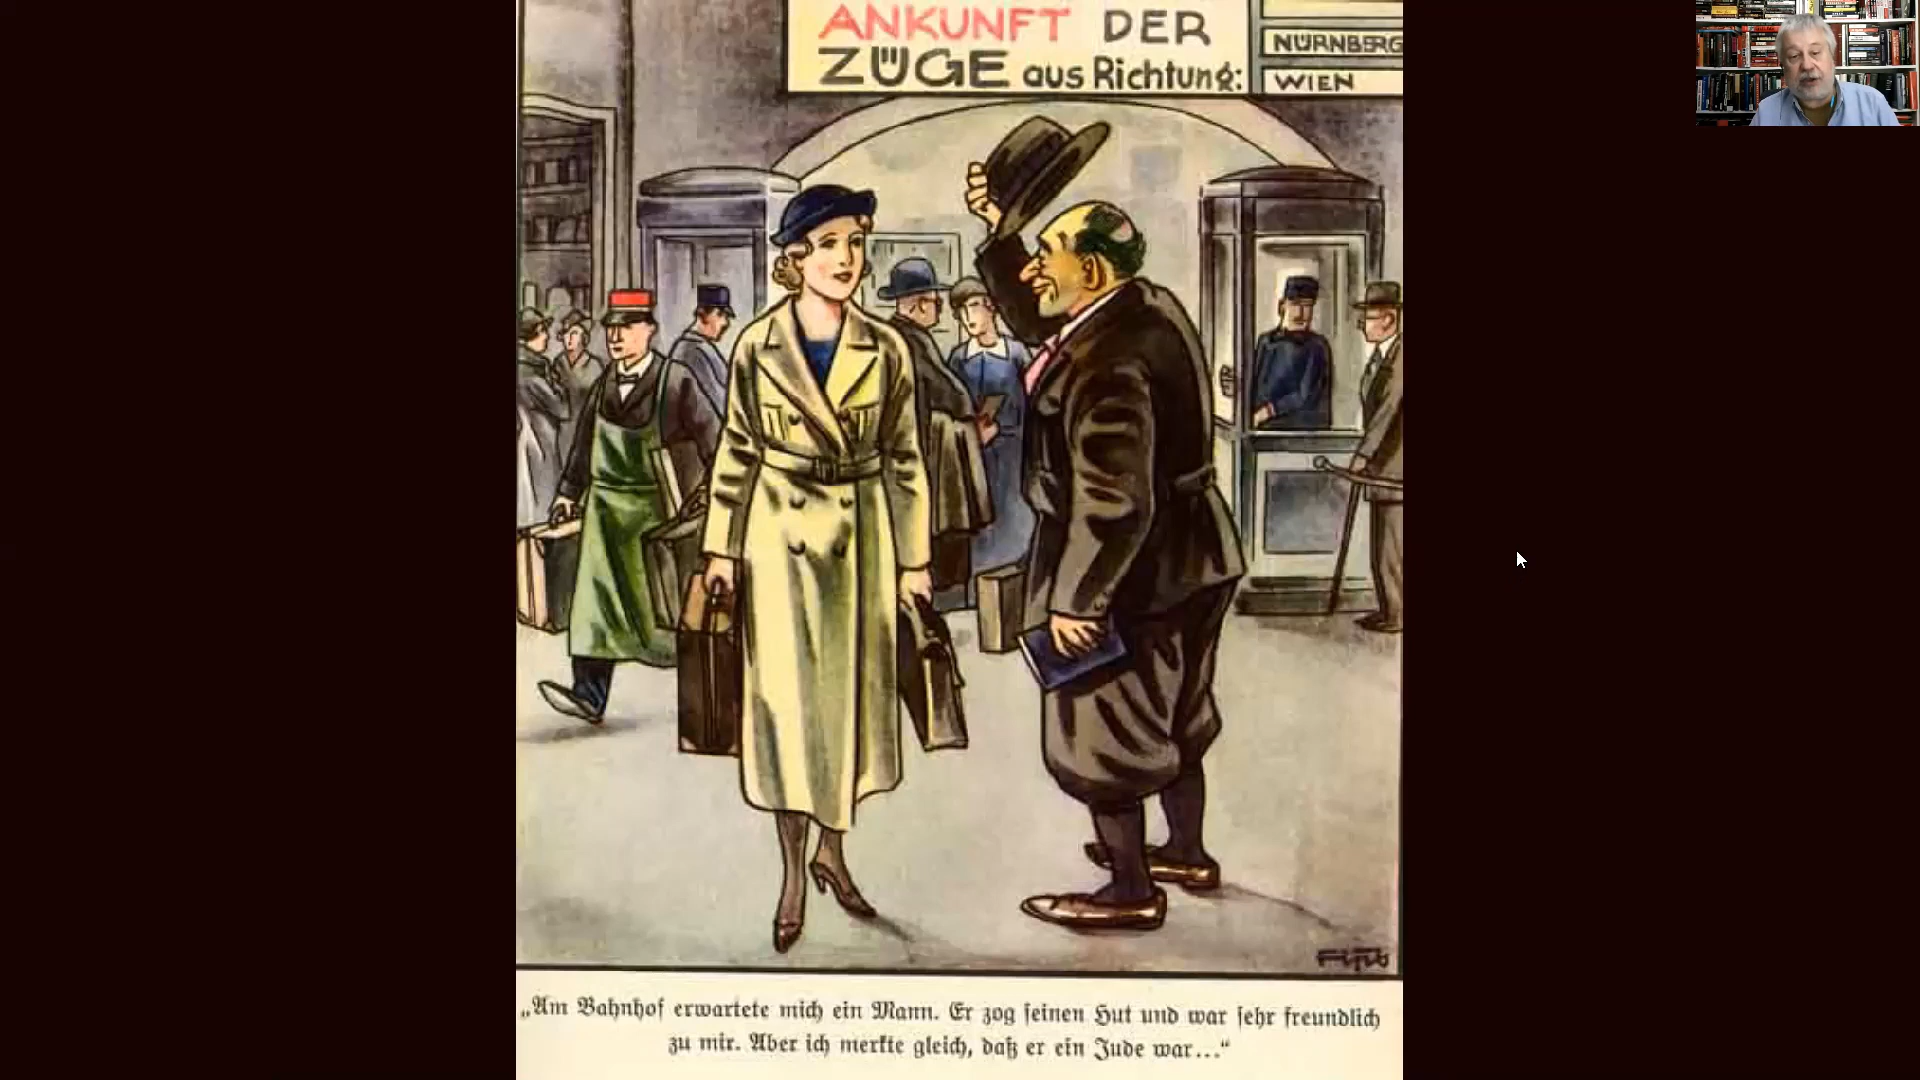 ANKUNFT DER
ZÜGE aus Richtung:
NÜRNBERG
WIEN
Fips
„Am Bahnhof erwartete mich ein Mann. Er zog seinen Hut und war sehr freundlich
zu mir. Aber ich merkte gleich, daß er ein Jude war...“